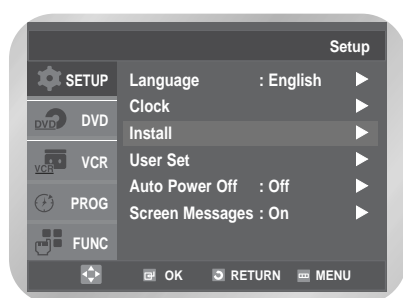 Setup
SETUP
DVD
DVD
VCR
VCR
PROG
FUNC
Language : English
Clock
Install
User Set
Auto Power Off : Off
Screen Messages : On
OK RETURN MENU